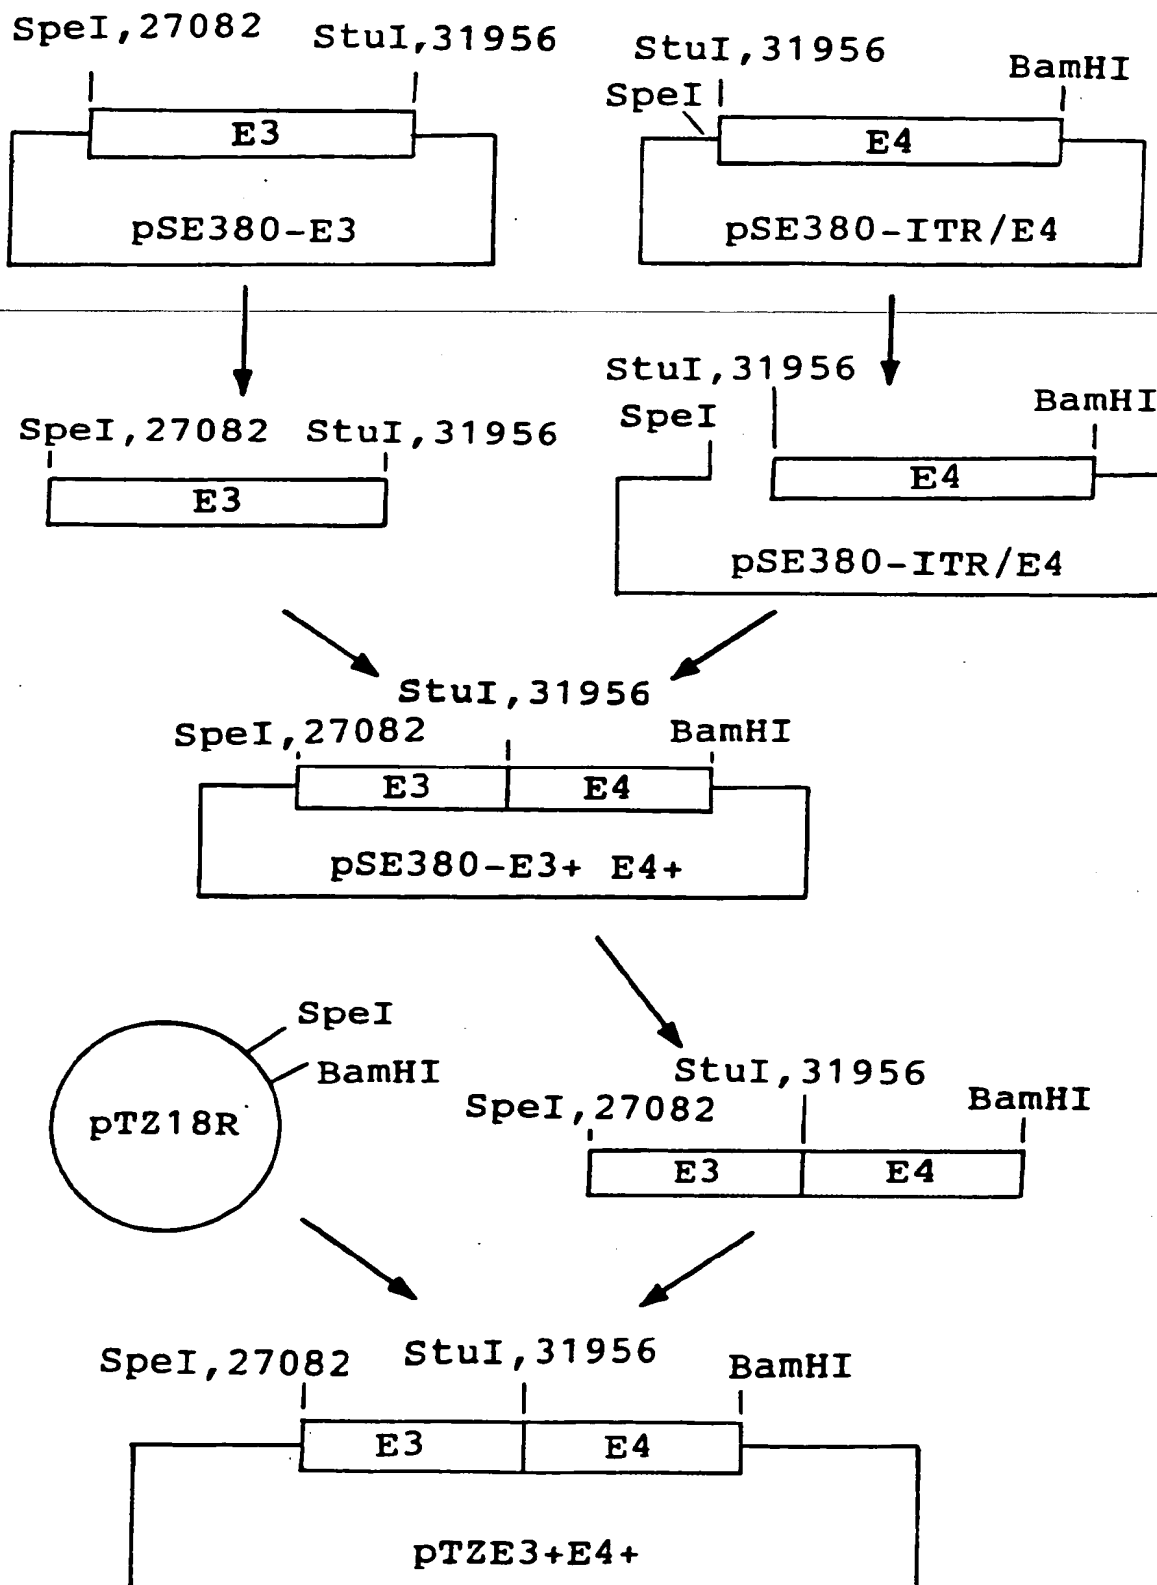 SpeI,27082
StuI,31956
E3
pSE380-E3
StuI,31956
SpeI
BamHI
E4
pSE380-ITR/E4
SpeI,27082
StuI,31956
E3
StuI,31956
SpeI
BamHI
E4
pSE380-ITR/E4
StuI,31956
SpeI,27082
BamHI
E3
E4
pSE380-E3+ E4+
SpeI
BamHI
pTZ18R
StuI,31956
SpeI,27082
BamHI
E3
E4
SpeI,27082
StuI,31956
BamHI
E3
E4
pTZE3+E4+